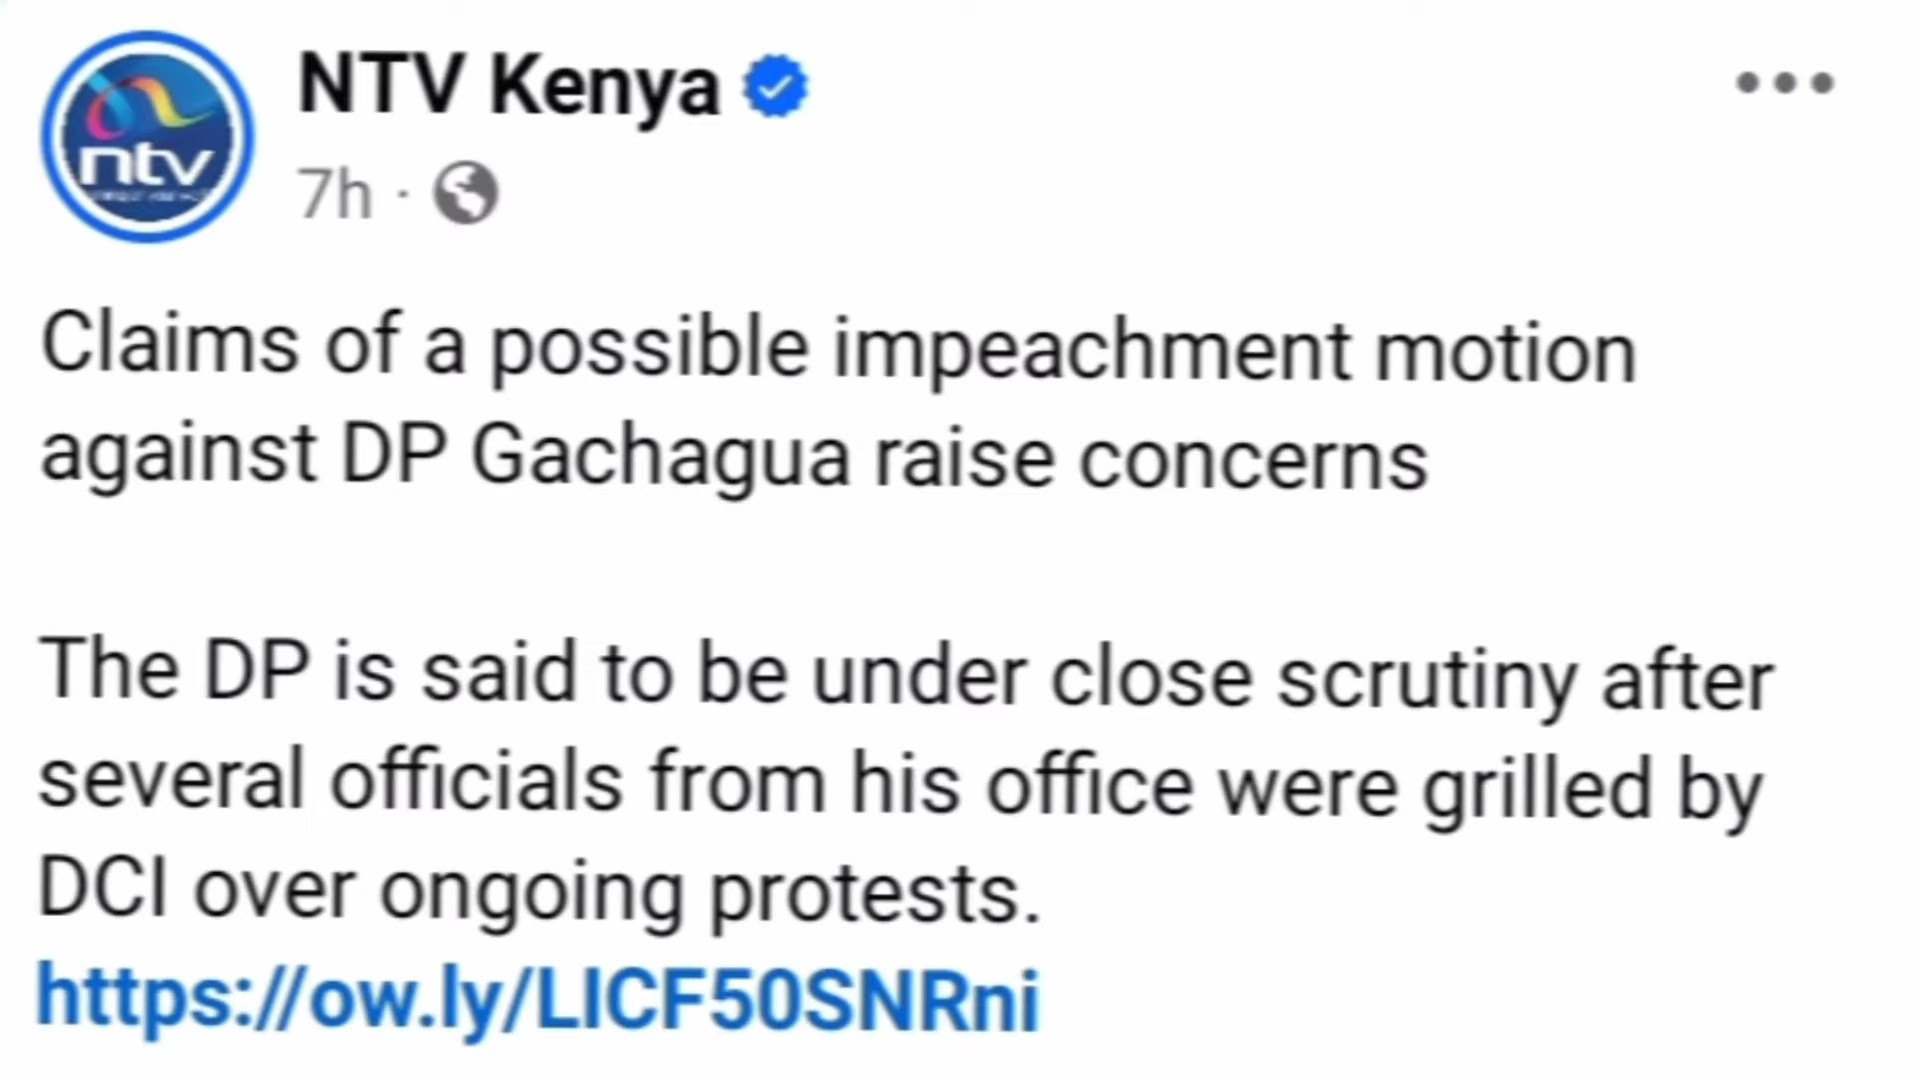 NTV Kenya
7h ·
ntv
Claims of a possible impeachment motion
against DP Gachagua raise concerns
The DP is said to be under close scrutiny after
several officials from his office were grilled by
DCI over ongoing protests.
https://ow.ly/LICF50SNRni